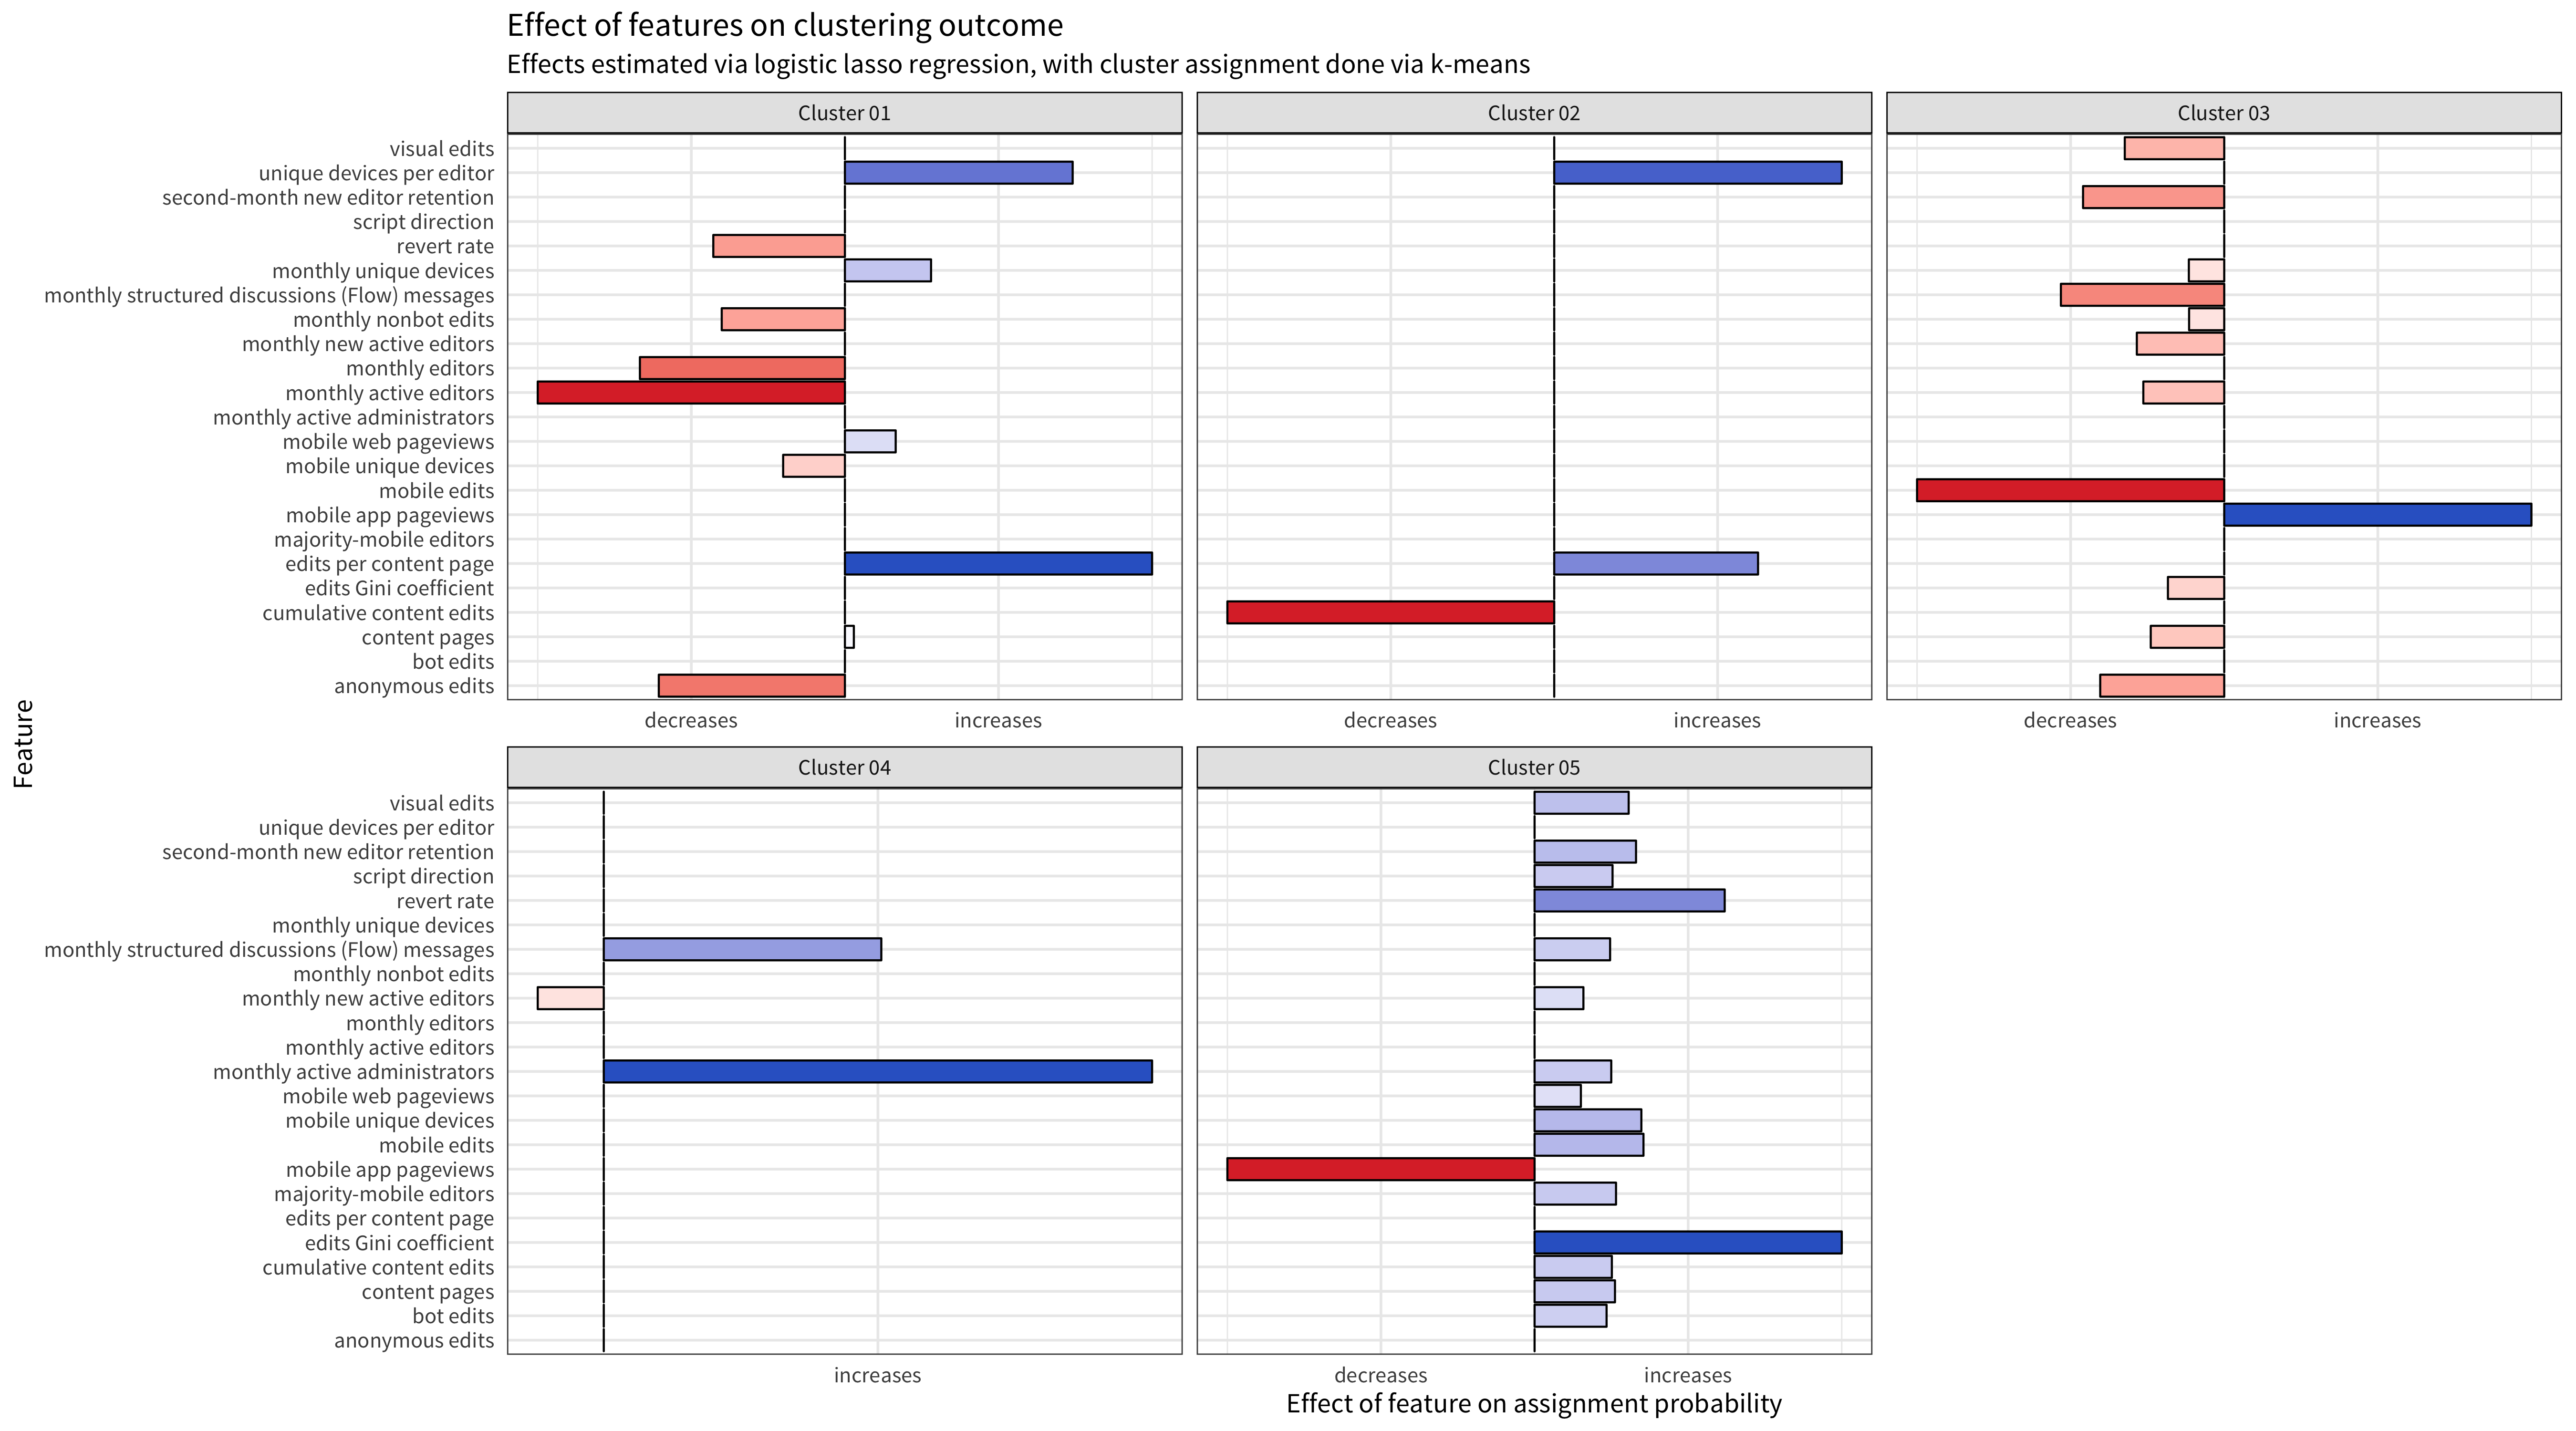 Effect of features on clustering outcome
Effects estimated via logistic lasso regression, with cluster assignment done via k-means
Cluster 01
Cluster 02
Cluster 03
visual edits
unique devices per editor
second-month new editor retention
script direction
revert rate
monthly unique devices
monthly structured discussions (Flow) messages
monthly nonbot edits
monthly new active editors
monthly editors
monthly active editors
monthly active administrators
mobile web pageviews
mobile unique devices
mobile edits
mobile app pageviews
majority-mobile editors
edits per content page
edits Gini coefficient
cumulative content edits
content pages
bot edits
anonymous edits
decreases
increases
decreases
increases
decreases
increases
Feature
Cluster 04
Cluster 05
visual edits
unique devices per editor
second-month new editor retention
script direction
revert rate
monthly unique devices
monthly structured discussions (Flow) messages
monthly nonbot edits
monthly new active editors
monthly editors
monthly active editors
monthly active administrators
mobile web pageviews
mobile unique devices
mobile edits
mobile app pageviews
majority-mobile editors
edits per content page
edits Gini coefficient
cumulative content edits
content pages
bot edits
anonymous edits
increases
decreases
increases
Effect of feature on assignment probability